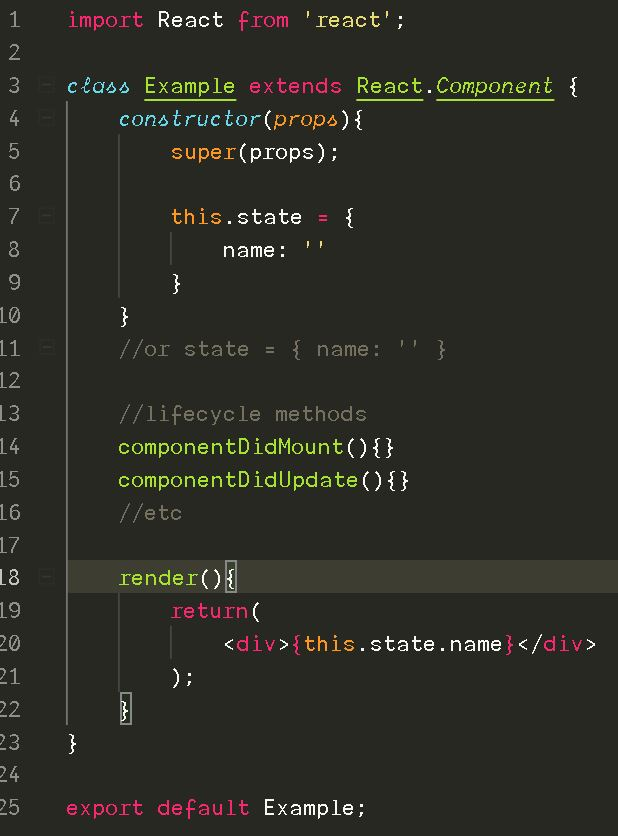 1 import React from 'react';
2
3 class Example extends React.Component {
4 constructor(props){
5 super(props);
6
7 this.state = {
8 name: ''
9 }
10 }
11 //or state = { name: '' }
12
13 //lifecycle methods
14 componentDidMount(){}
15 componentDidUpdate(){}
16 //etc
17
18 render(){
19 return(
20 <div>{this.state.name}</div>
21 );
22 }
23 }
24
25 export default Example;